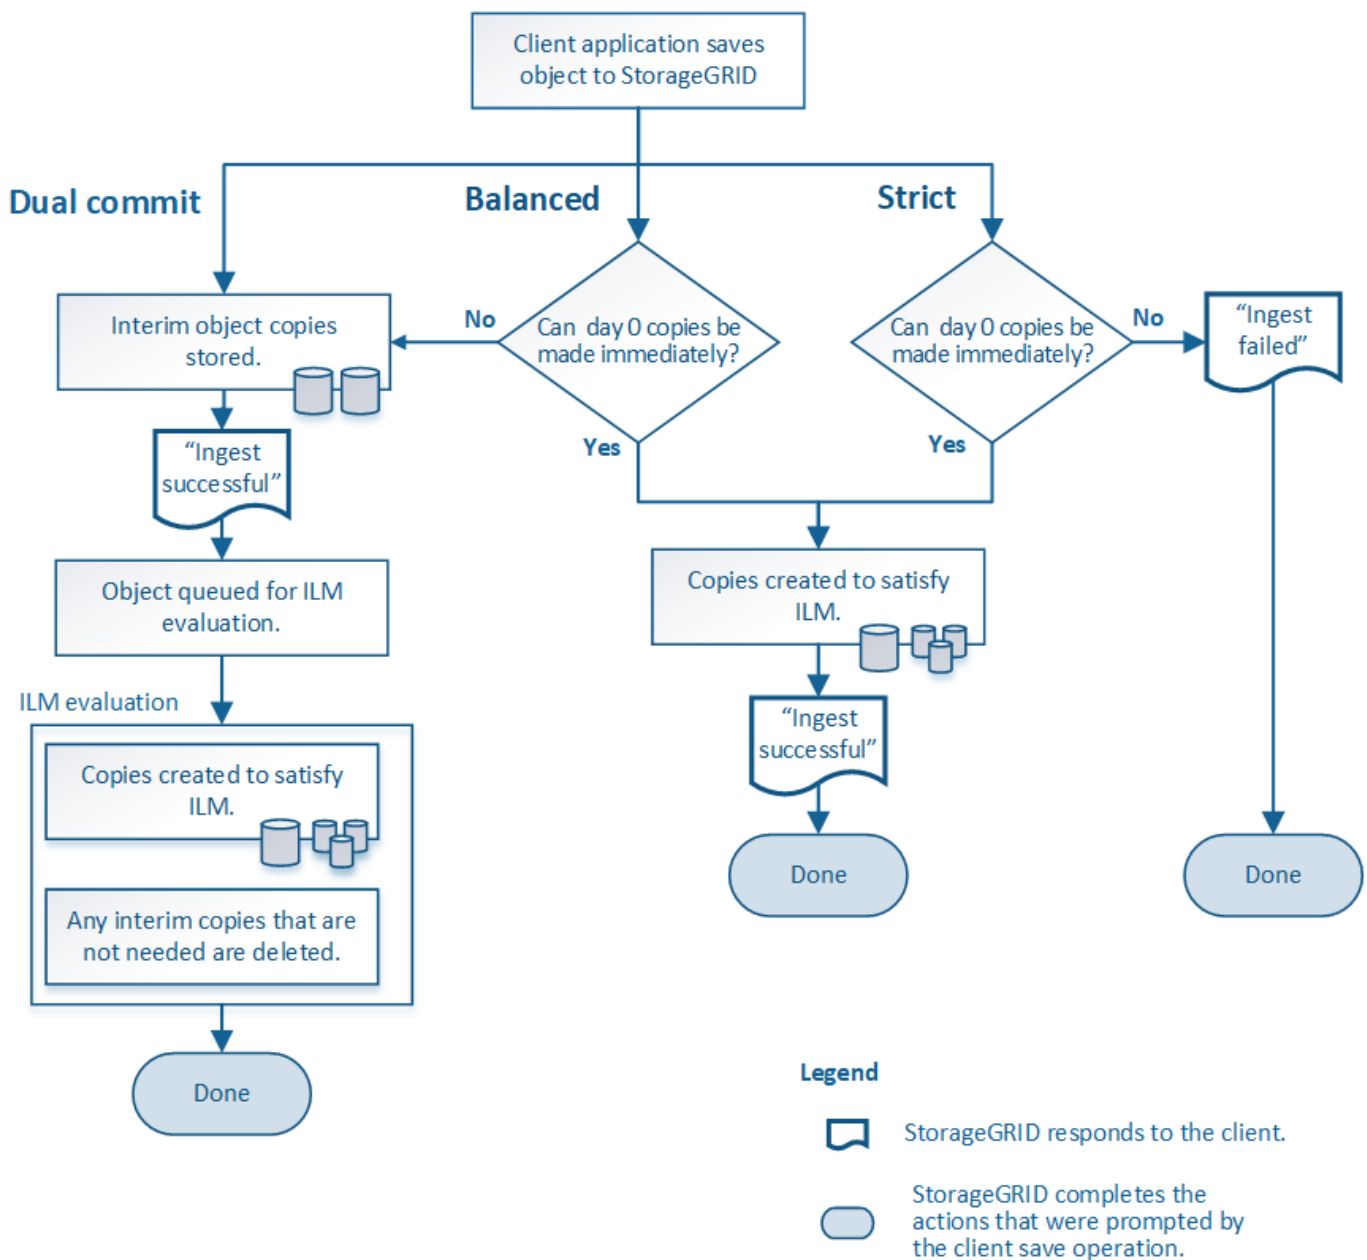 Client application saves
object to StorageGRID
Dual commit
Balanced
Strict
Interim object copies
stored.
No
Can day 0 copies be
made immediately?
Can day 0 copies be
made immediately?
No
“Ingest
failed”
Yes
Yes
“Ingest
successful”
Object queued for ILM
evaluation.
Copies created to satisfy
ILM.
ILM evaluation
“Ingest
successful”
Copies created to satisfy
ILM.
Done
Done
Any interim copies that are
not needed are deleted.
Done
Legend
StorageGRID responds to the client.
StorageGRID completes the
actions that were prompted by
the client save operation.